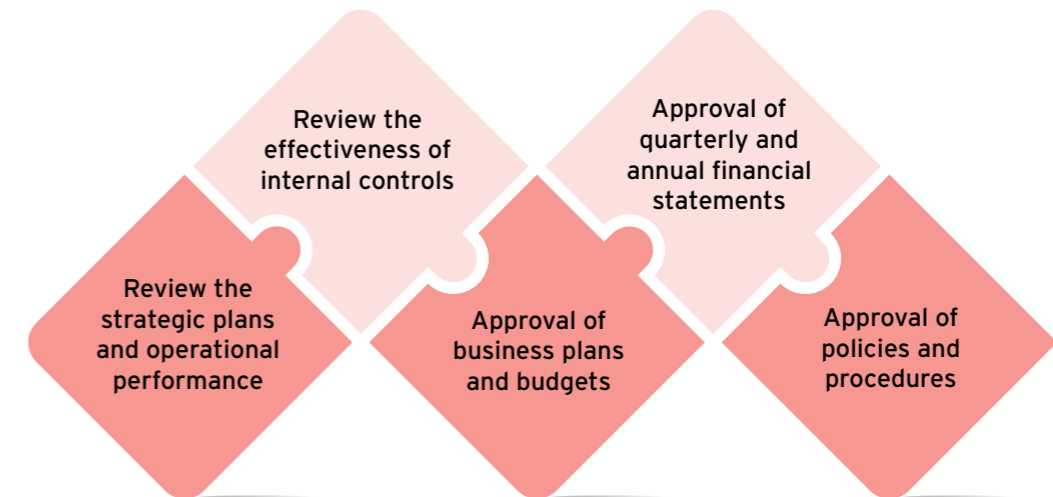 Review the
strategic plans
and operational
performance
Review the
effectiveness of
internal controls
Approval of
business plans
and budgets
Approval of
quarterly and
annual financial
statements
Approval of
policies and
procedures